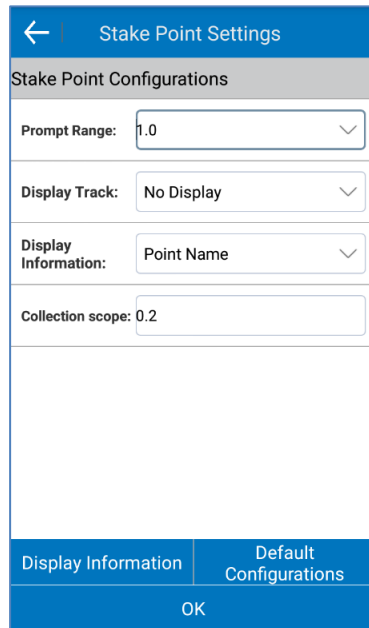 Stake Point Settings
Stake Point Configurations
Prompt Range: 1.0
Display Track: No Display
Display
Information: Point Name
Collection scope: 0.2
Display Information
Default
Configurations
OK